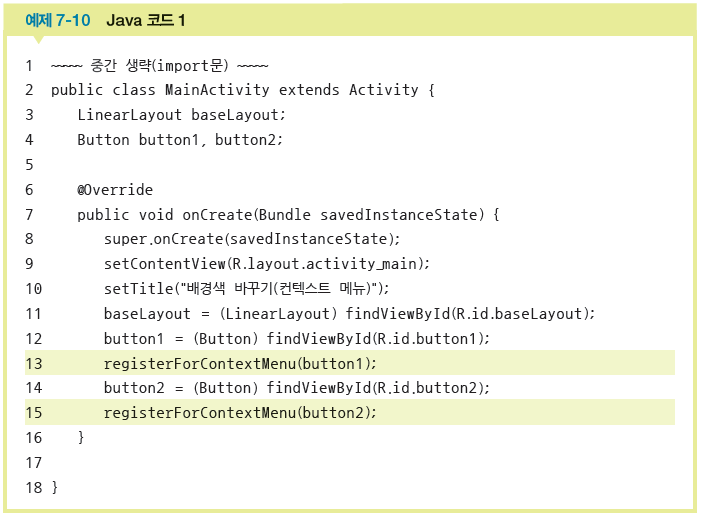 예제 7-10 Java 코드 1
1 ~~~~ 중간 생략(import문) ~~~~
2 public class MainActivity extends Activity {
3 LinearLayout baseLayout;
4 Button button1, button2;
5
6 @Override
7 public void onCreate(Bundle savedInstanceState) {
8 super.onCreate(savedInstanceState);
9 setContentView(R.layout.activity_main);
10 setTitle("배경색 바꾸기(컨텍스트 메뉴)");
11 baseLayout = (LinearLayout) findViewById(R.id.baseLayout);
12 button1 = (Button) findViewById(R.id.button1);
13 registerForContextMenu(button1);
14 button2 = (Button) findViewById(R.id.button2);
15 registerForContextMenu(button2);
16 }
17
18 }